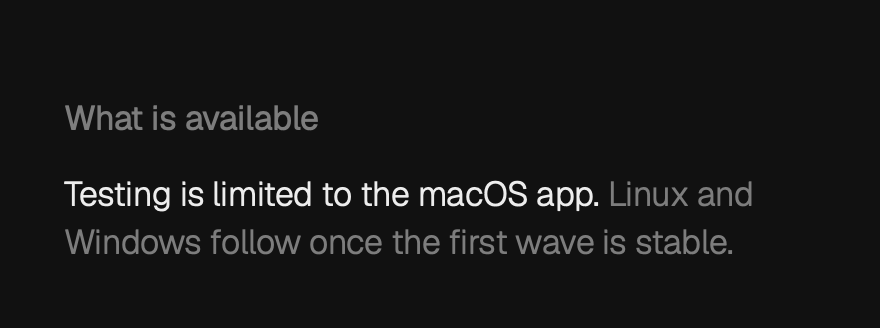 What is available
Testing is limited to the macOS app. Linux and
Windows follow once the first wave is stable.